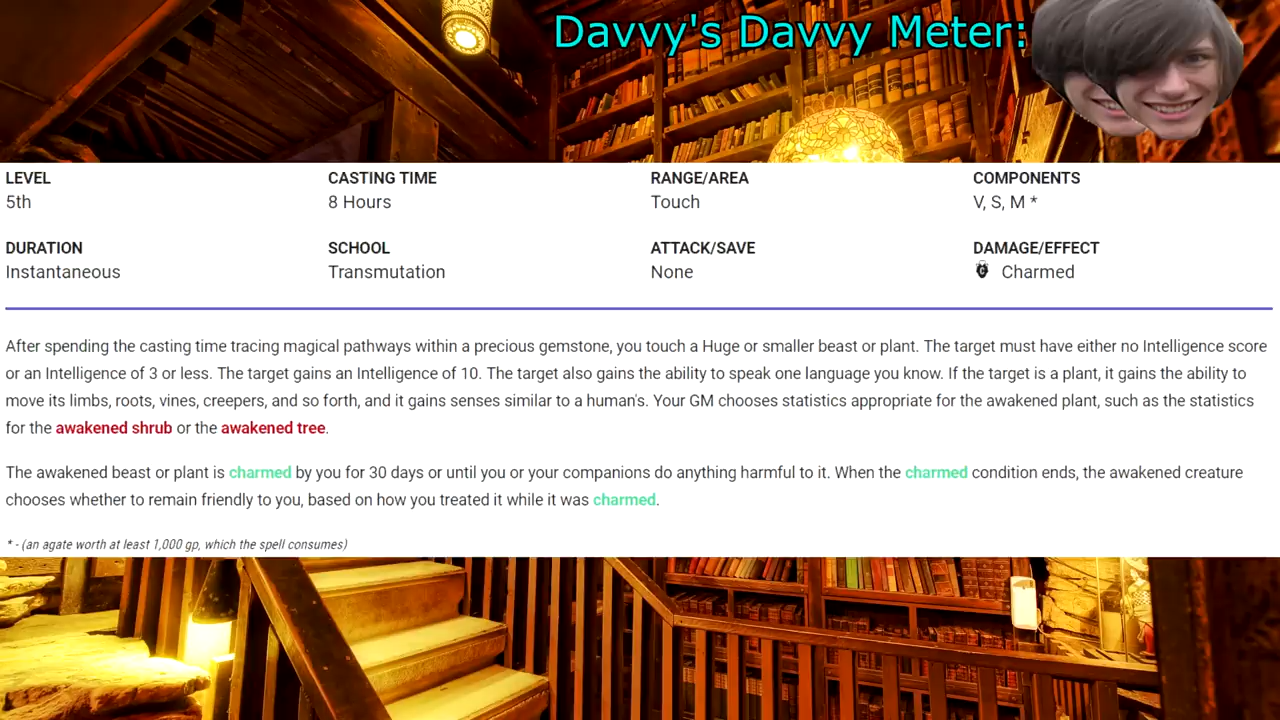 Davvy's Davvy Meter:
LEVEL CASTING TIME RANGE/AREA COMPONENTS
5th 8 Hours Touch V, S, M *
DURATION SCHOOL ATTACK/SAVE DAMAGE/EFFECT
Instantaneous Transmutation None Charmed
After spending the casting time tracing magical pathways within a precious gemstone, you touch a Huge or smaller beast or plant. The target must have either no Intelligence score
or an Intelligence of 3 or less. The target gains an Intelligence of 10. The target also gains the ability to speak one language you know. If the target is a plant, it gains the ability to
move its limbs, roots, vines, creepers, and so forth, and it gains senses similar to a human's. Your GM chooses statistics appropriate for the awakened plant, such as the statistics
for the awakened shrub or the awakened tree.
The awakened beast or plant is charmed by you for 30 days or until you or your companions do anything harmful to it. When the charmed condition ends, the awakened creature
chooses whether to remain friendly to you, based on how you treated it while it was charmed.
* - (an agate worth at least 1,000 gp, which the spell consumes)